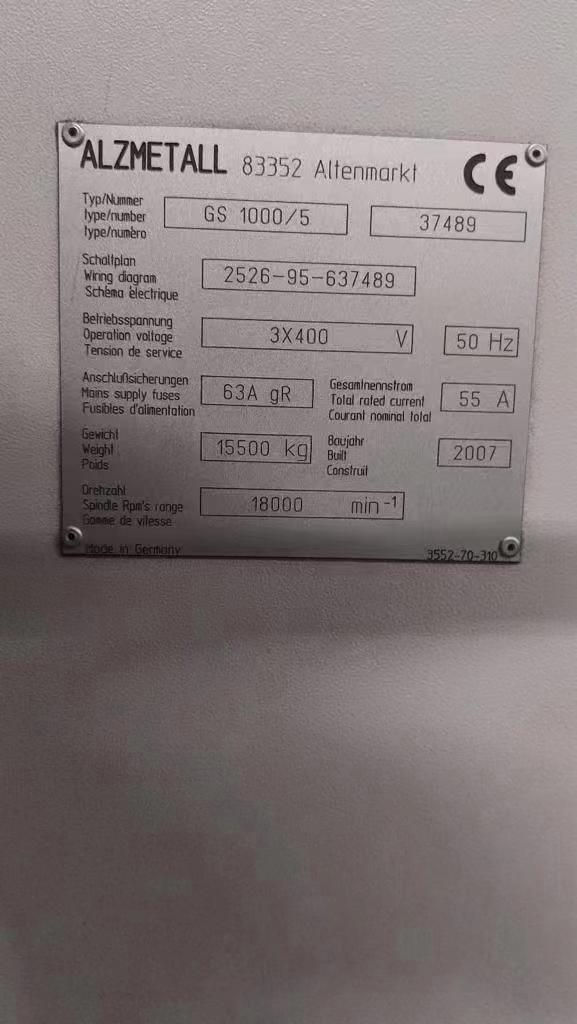 ALZMETALL 83352 Altenmarkt CE
Typ/Nummer
type/number
type/numèro
GS 1000/5
37489
Schaltplan
Wiring diagram
Schèma èlectrique
2526-95-637489
Betriebsspannung
Operation voltage
Tension de service
3X400 V
50 Hz
Anschlußsicherungen
Mains supply fuses
Fusibles d'alimentation
63A gR
Gesamtnennstrom
Total rated current
Courant nominal total
55 A
Gewicht
Weight
Poids
15500 kg
Baujahr
Built
Construit
2007
Drehzahl
Spindle Rpm's range
Gamme de vitesse
18000 min-1
Made in Germany
3552-70-310